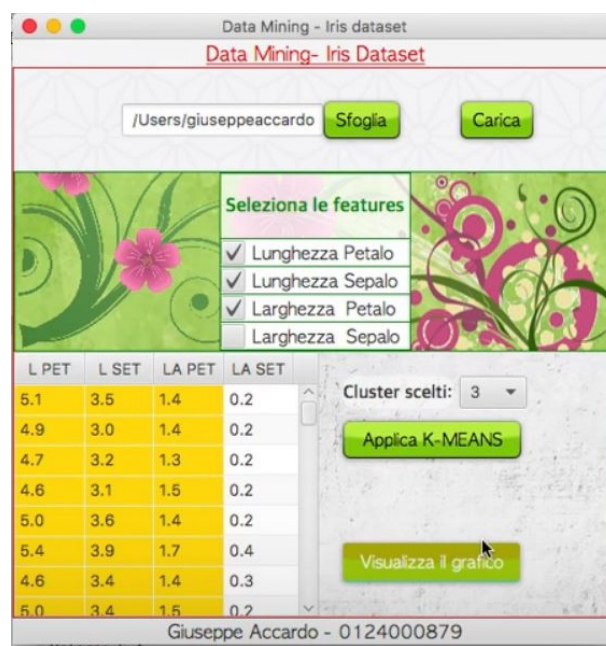 Data Mining - Iris dataset
Data Mining- Iris Dataset
/Users/giuseppeaccardo Sfoglia Carica
Seleziona le features
Lunghezza Petalo
Lunghezza Sepalo
Larghezza Petalo
Larghezza Sepalo
L PET L SET LA PET LA SET
5.1 3.5 1.4 0.2
4.9 3.0 1.4 0.2
4.7 3.2 1.3 0.2
4.6 3.1 1.5 0.2
5.0 3.6 1.4 0.2
5.4 3.9 1.7 0.4
4.6 3.4 1.4 0.3
5.0 3.4 1.5 0.2
Cluster scelti: 3
Applica K-MEANS
Visualizza il grafico
Giuseppe Accardo - 0124000879